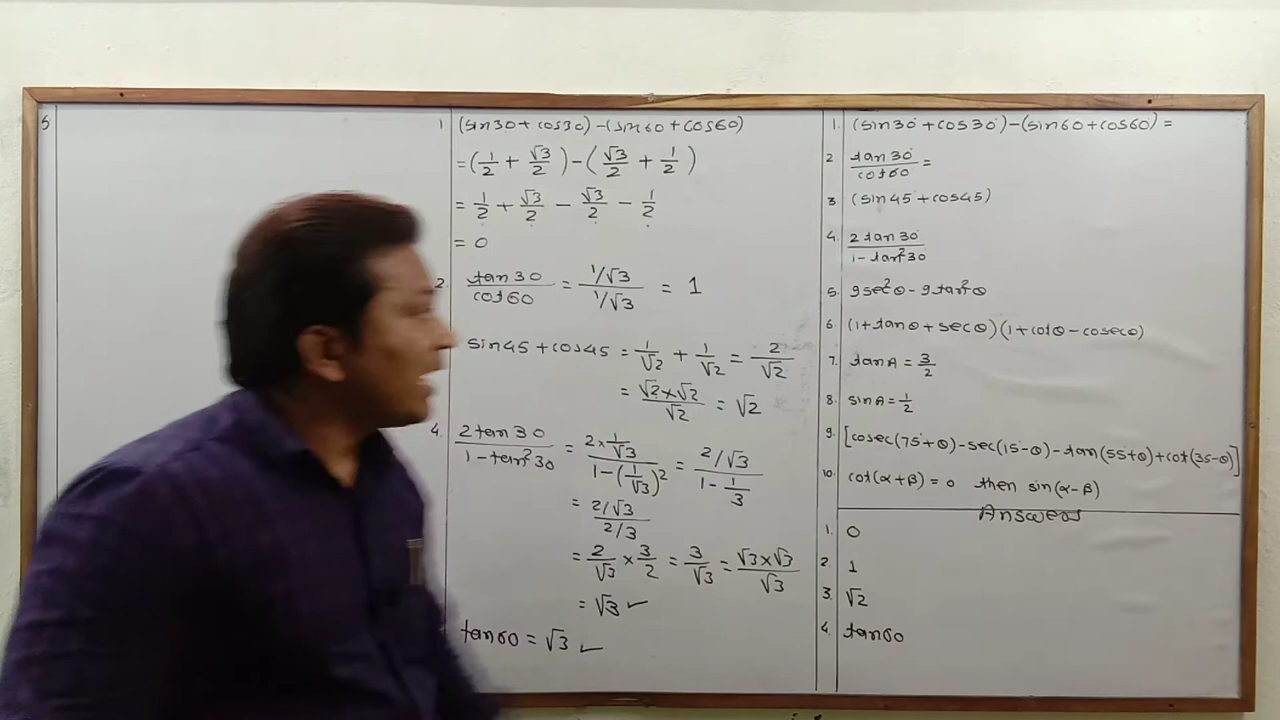 5
1 (sin30+cos30)-(sin60+cos60)
=(1/2 + √3/2)-(√3/2 + 1/2)
= 1/2 + √3/2 - √3/2 - 1/2
= 0
2. tan30/cot60 = 1/√3 / 1/√3 = 1
sin45+cos45 = 1/√2 + 1/√2 = 2/√2
= √2×√2/√2 = √2
4. 2tan30/1-tan²30 = 2×1/√3 / 1-(1/√3)² = 2/√3 / 1-1/3
= 2/√3 / 2/3
= 2/√3 × 3/2 = 3/√3 = √3×√3/√3
= √3 ✓
tan60 = √3 ✓
1. (sin30°+cos30°)-(sin60+cos60°)=
2. tan30°/cot60 =
3 (sin45°+cos45)
4. 2tan30°/1-tan²30
5. 9sec²θ-9tan²θ
6. (1+tanθ+secθ)(1+cotθ-cosecθ)
7. tanA=3/2
8. sinA=1/2
9. [cosec(75°+θ)-sec(15-θ)-tan(55+θ)+cot(35-θ)]
10. cot(α+β)=0 then sin(α-β)
Answers
1. 0
2. 1
3. √2
4. tan60